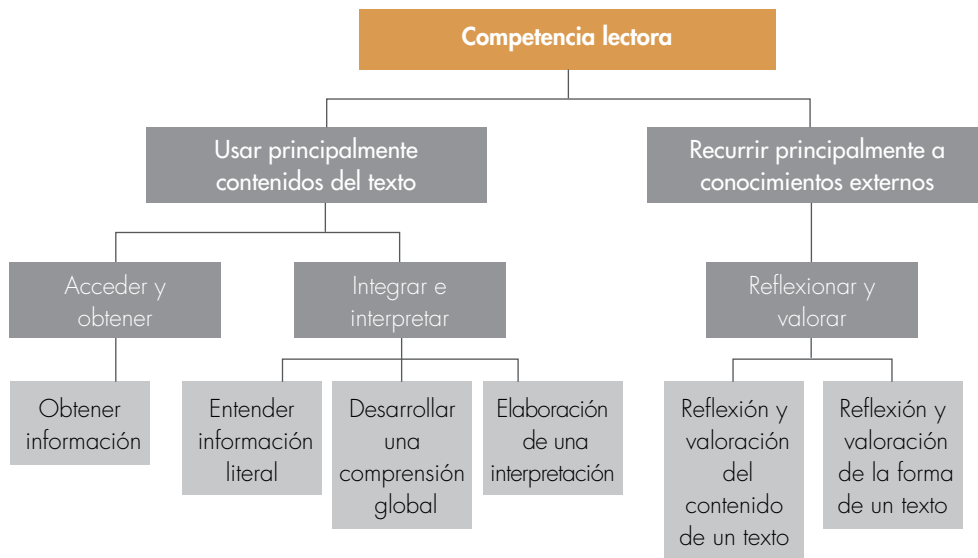 Competencia lectora
Usar principalmente
contenidos del texto
Recurrir principalmente a
conocimientos externos
Acceder y
obtener
Integrar e
interpretar
Reflexionar y
valorar
Obtener
información
Entender
información
literal
Desarrollar
una
comprensión
global
Elaboración
de una
interpretación
Reflexión y
valoración
del
contenido
de un texto
Reflexión y
valoración
de la forma
de un texto